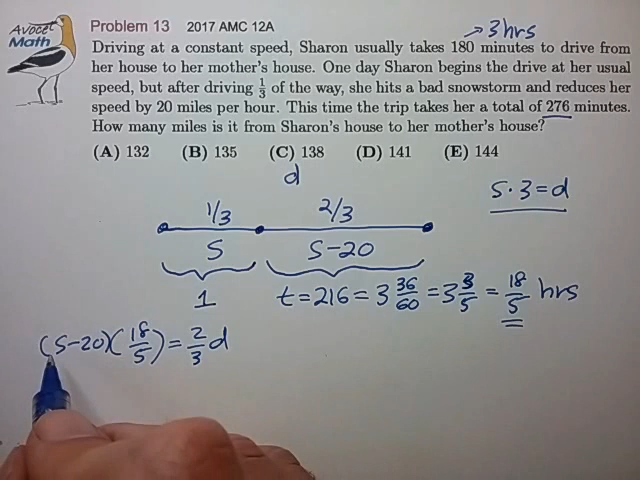 Avocet Math
Problem 13 2017 AMC 12A
→3hrs
Driving at a constant speed, Sharon usually takes 180 minutes to drive from
her house to her mother's house. One day Sharon begins the drive at her usual
speed, but after driving 1/3 of the way, she hits a bad snowstorm and reduces her
speed by 20 miles per hour. This time the trip takes her a total of 276 minutes.
How many miles is it from Sharon's house to her mother's house?
(A) 132 (B) 135 (C) 138 (D) 141 (E) 144
d
S·3=d
1/3 2/3
S S-20
1 t=216=3 36/60=3 3/5=18/5 hrs
(S-20)(18/5)=2/3 d